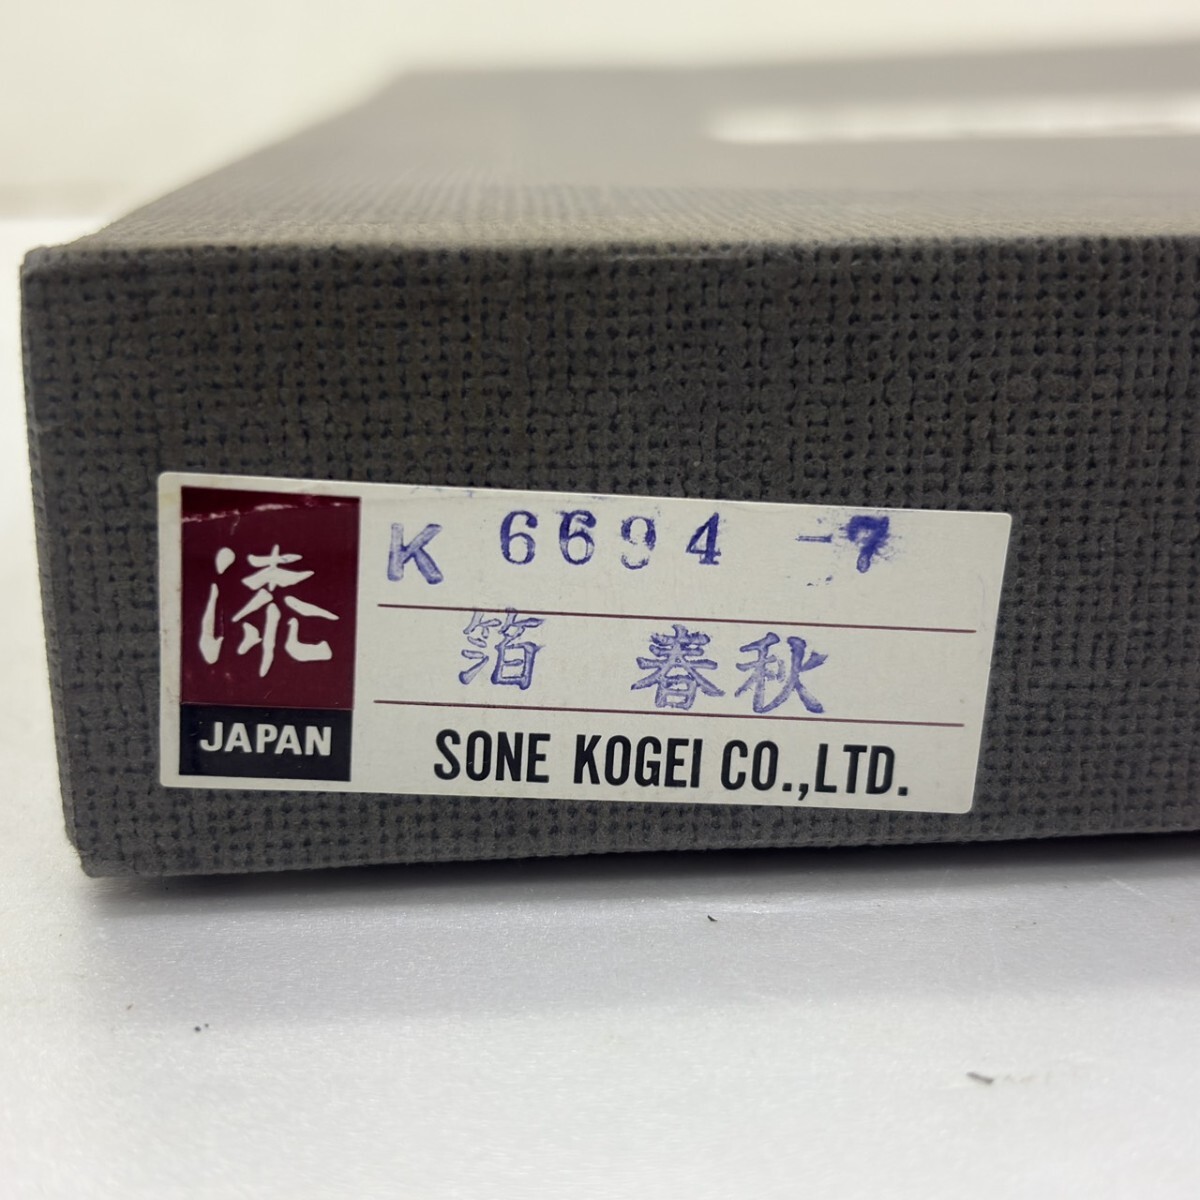 漆
JAPAN
K 6694 -7
箔 春秋
SONE KOGEI CO.,LTD.